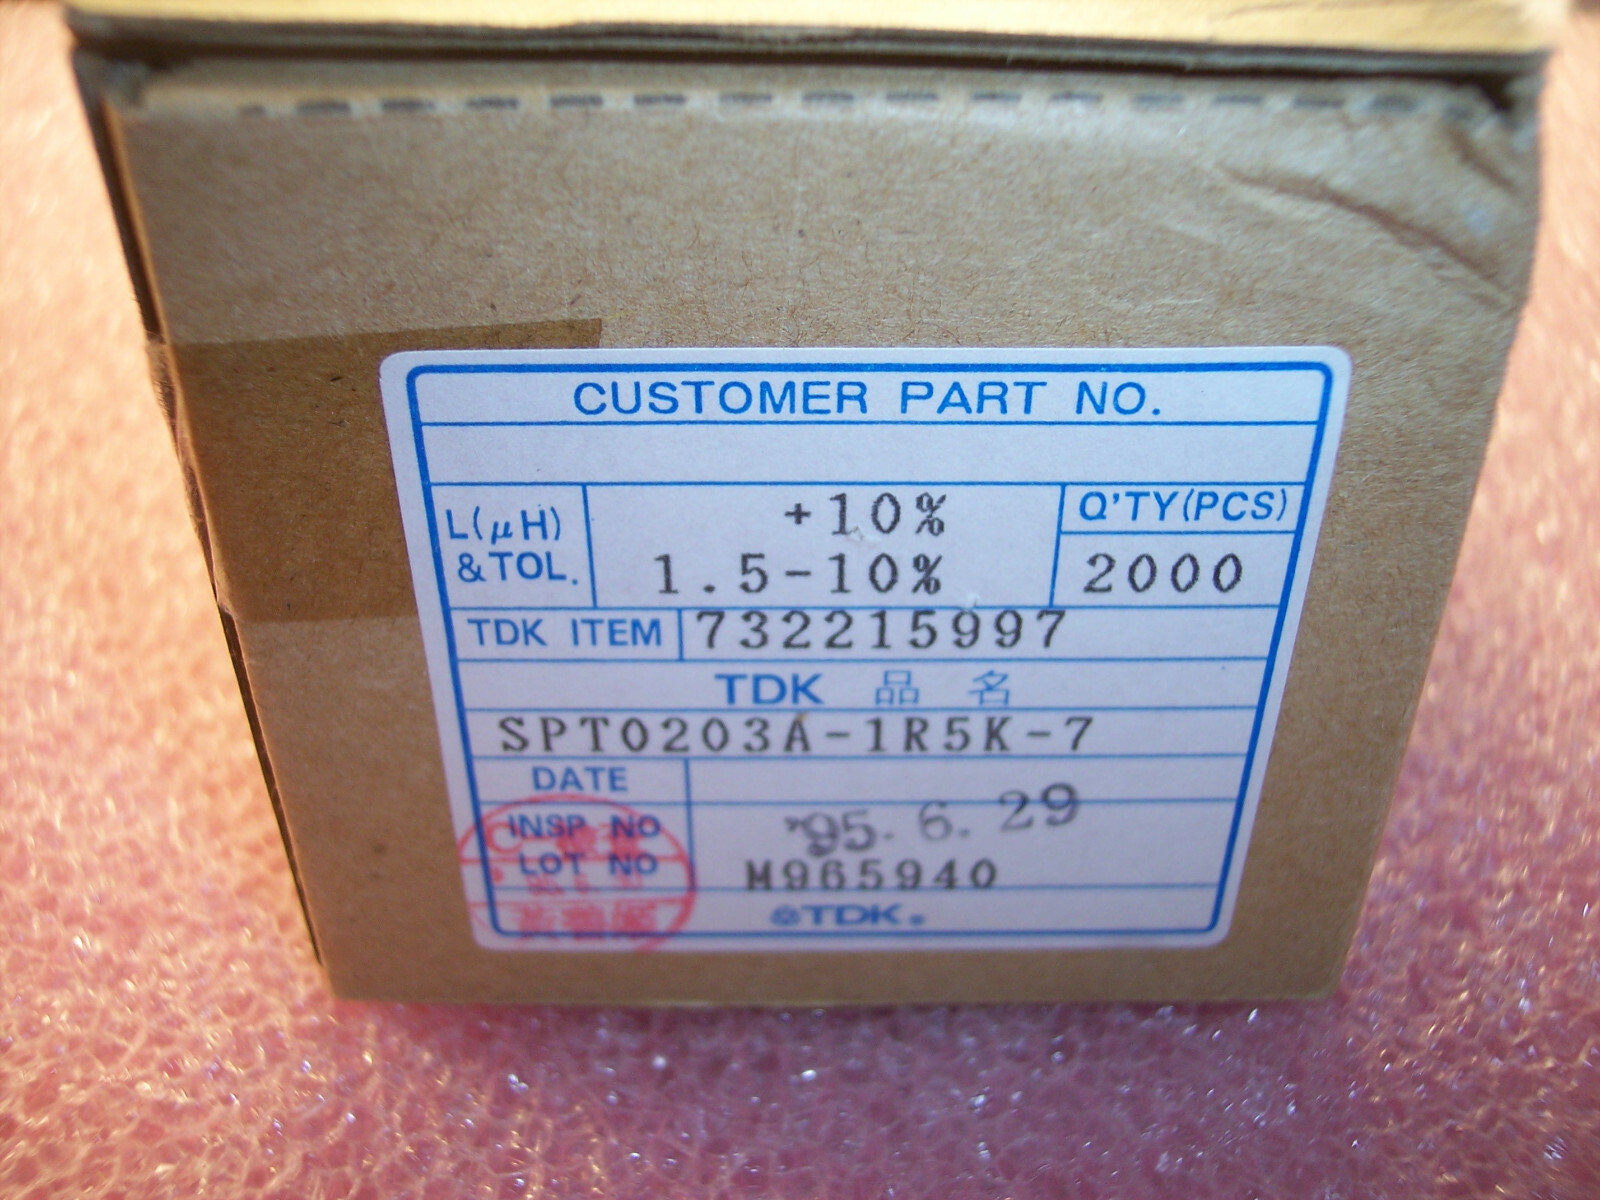 CUSTOMER PART NO.
L(μH) & TOL.
+10%
1.5-10%
Q'TY(PCS)
2000
TDK ITEM 732215997
TDK 品名
SPT0203A-1R5K-7
DATE
INSP NO
'95.6.29
LOT NO
M965940
TDK.